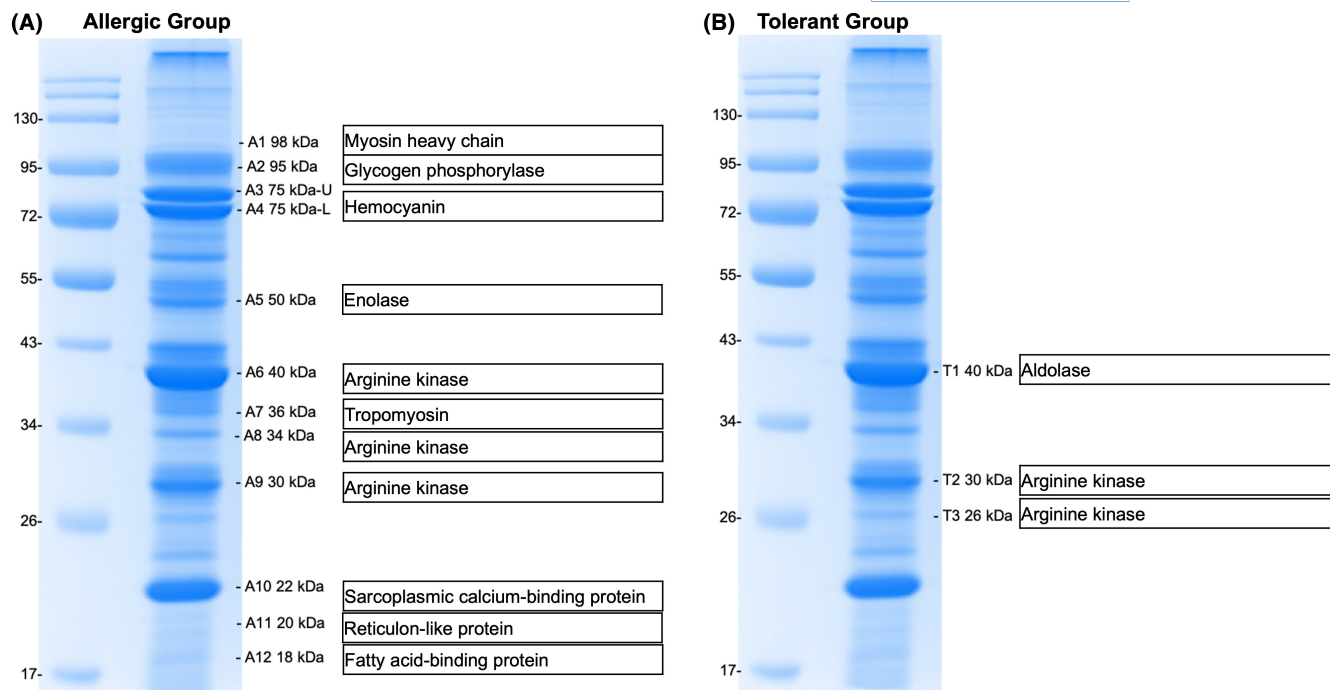 (A) Allergic Group
130-
95-
72-
55-
43-
34-
26-
17-
- A1 98 kDa Myosin heavy chain
- A2 95 kDa Glycogen phosphorylase
- A3 75 kDa-U
- A4 75 kDa-L Hemocyanin
- A5 50 kDa Enolase
- A6 40 kDa Arginine kinase
- A7 36 kDa Tropomyosin
- A8 34 kDa Arginine kinase
- A9 30 kDa Arginine kinase
- A10 22 kDa Sarcoplasmic calcium-binding protein
- A11 20 kDa Reticulon-like protein
- A12 18 kDa Fatty acid-binding protein
(B) Tolerant Group
130-
95-
72-
55-
43-
34-
26-
17-
- T1 40 kDa Aldolase
- T2 30 kDa Arginine kinase
- T3 26 kDa Arginine kinase